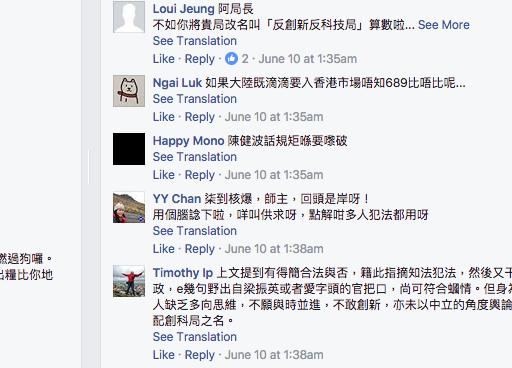 Loui Jeung 阿局長
不如你將貴局改名叫「反創新反科技局」算數啦... See More
See Translation
Like · Reply · 2 · June 10 at 1:35am
Ngai Luk 如果大陸既滴滴要入香港市場唔知689比唔比呢...
See Translation
Like · Reply · June 10 at 1:35am
Happy Mono 陳健波話規矩喺要嚟破
See Translation
Like · Reply · June 10 at 1:35am
YY Chan 柒到核爆，師主，回頭是岸呀！
用個腦諗下啦，咩叫供求呀，點解咁多人犯法都用呀
See Translation
Like · Reply · June 10 at 1:38am
然過狗囉。
出糧比你地
Timothy Ip 上文提到有得簡合法與否，籍此指摘知法犯法，然後又干
政，e幾句野出自梁振英或者愛字頭的官把口，尚可符合蠟情。但身為
人缺乏多向思維，不願與時並進，不敢創新，亦未以中立的角度輿論
配創科局之名。
See Translation
Like · Reply · June 10 at 1:38am